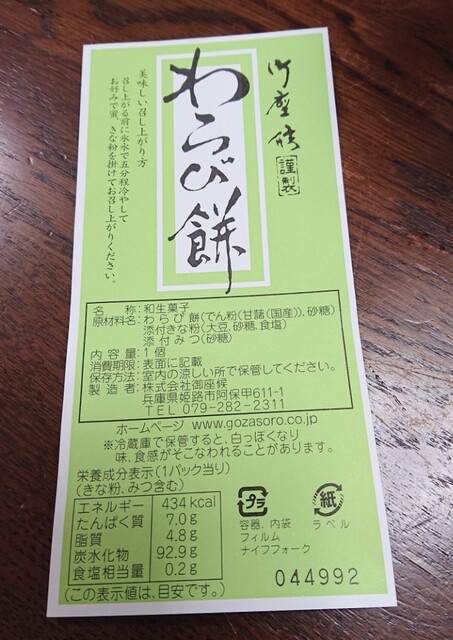 御座候
謹製
わらび餅
美味しい召し上がり方
召し上がる前に氷水で五分程冷やして
お好みで蜜、きな粉を掛けてお召し上がりください。
名 称:和生菓子
原材料名:わらび餅(でん粉(甘藷(国産))、砂糖)
添付きな粉(大豆、砂糖、食塩)
添付みつ(砂糖)
内容量:1個
消費期限:表面に記載
保存方法:室内の涼しい所で保管してください。
製造者:株式会社御座候
兵庫県姫路市阿保甲611-1
TEL 079-282-2311
ホームページ www.gozasoro.co.jp
※冷蔵庫で保管すると、白っぽくなり
味、食感がそこなわれることがあります。
栄養成分表示(1パック当り)
(きな粉、みつ含む)
エネルギー 434 kcal
たんぱく質 7.0g
脂質 4.8g
炭水化物 92.9g
食塩相当量 0.2g
(この表示値は、目安です。)
プラ
容器、内袋
フィルム
ナイフフォーク
紙
ラベル
044992